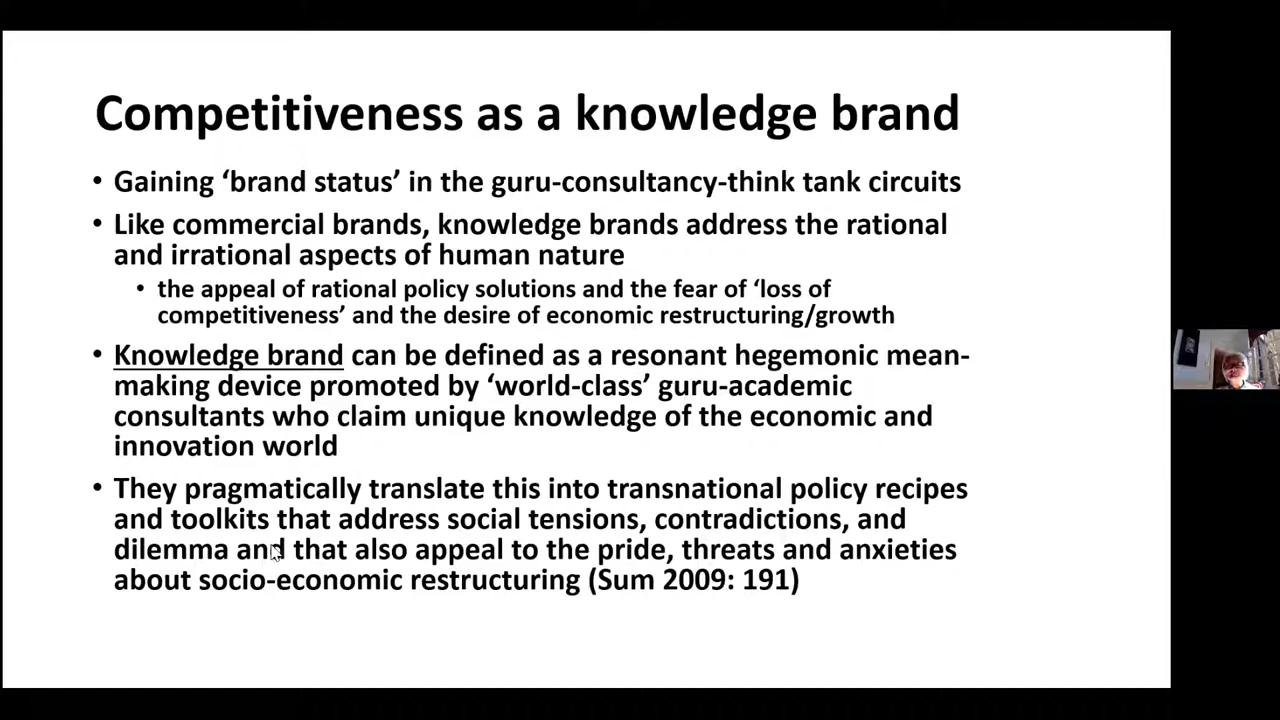 Competitiveness as a knowledge brand
• Gaining ‘brand status’ in the guru-consultancy-think tank circuits
• Like commercial brands, knowledge brands address the rational
and irrational aspects of human nature
• the appeal of rational policy solutions and the fear of ‘loss of
competitiveness’ and the desire of economic restructuring/growth
• Knowledge brand can be defined as a resonant hegemonic mean-
making device promoted by ‘world-class’ guru-academic
consultants who claim unique knowledge of the economic and
innovation world
• They pragmatically translate this into transnational policy recipes
and toolkits that address social tensions, contradictions, and
dilemma and that also appeal to the pride, threats and anxieties
about socio-economic restructuring (Sum 2009: 191)